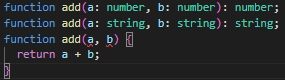 function add(a: number, b: number): number;
function add(a: string, b: string): string;
function add(a, b) {
  return a + b;
}